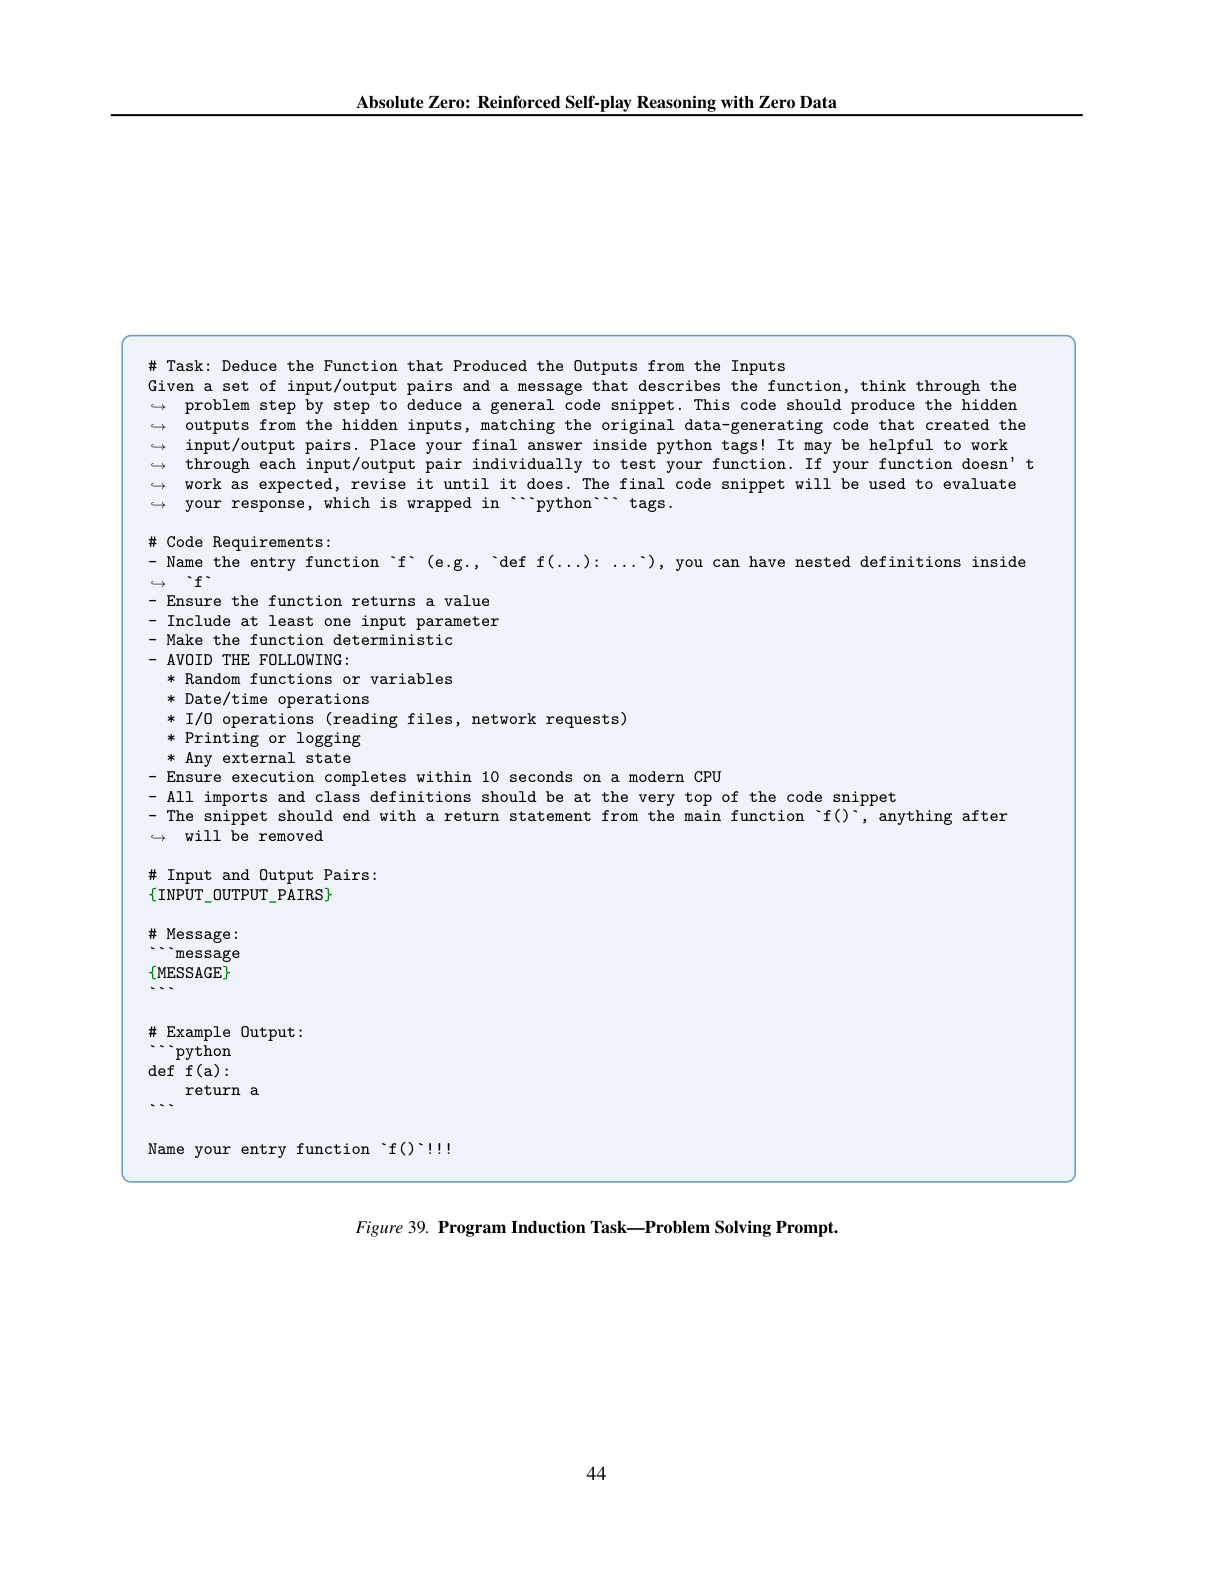 Absolute Zero: Reinforced Self-play Reasoning with Zero Data
# Task: Deduce the Function that Produced the Outputs from the Inputs
Given a set of input/output pairs and a message that describes the function, think through the
↪ problem step by step to deduce a general code snippet. This code should produce the hidden
↪ outputs from the hidden inputs, matching the original data-generating code that created the
↪ input/output pairs. Place your final answer inside python tags! It may be helpful to work
↪ through each input/output pair individually to test your function. If your function doesn’ t
↪ work as expected, revise it until it does. The final code snippet will be used to evaluate
↪ your response, which is wrapped in ```python``` tags.

# Code Requirements:
- Name the entry function `f` (e.g., `def f(...): ...`), you can have nested definitions inside
↪ `f`
- Ensure the function returns a value
- Include at least one input parameter
- Make the function deterministic
- AVOID THE FOLLOWING:
  * Random functions or variables
  * Date/time operations
  * I/O operations (reading files, network requests)
  * Printing or logging
  * Any external state
- Ensure execution completes within 10 seconds on a modern CPU
- All imports and class definitions should be at the very top of the code snippet
- The snippet should end with a return statement from the main function `f()`, anything after
↪ will be removed

# Input and Output Pairs:
{INPUT_OUTPUT_PAIRS}

# Message:
```message
{MESSAGE}
```

# Example Output:
```python
def f(a):
    return a
```

Name your entry function `f()`!!!
Figure 39. Program Induction Task—Problem Solving Prompt.
44